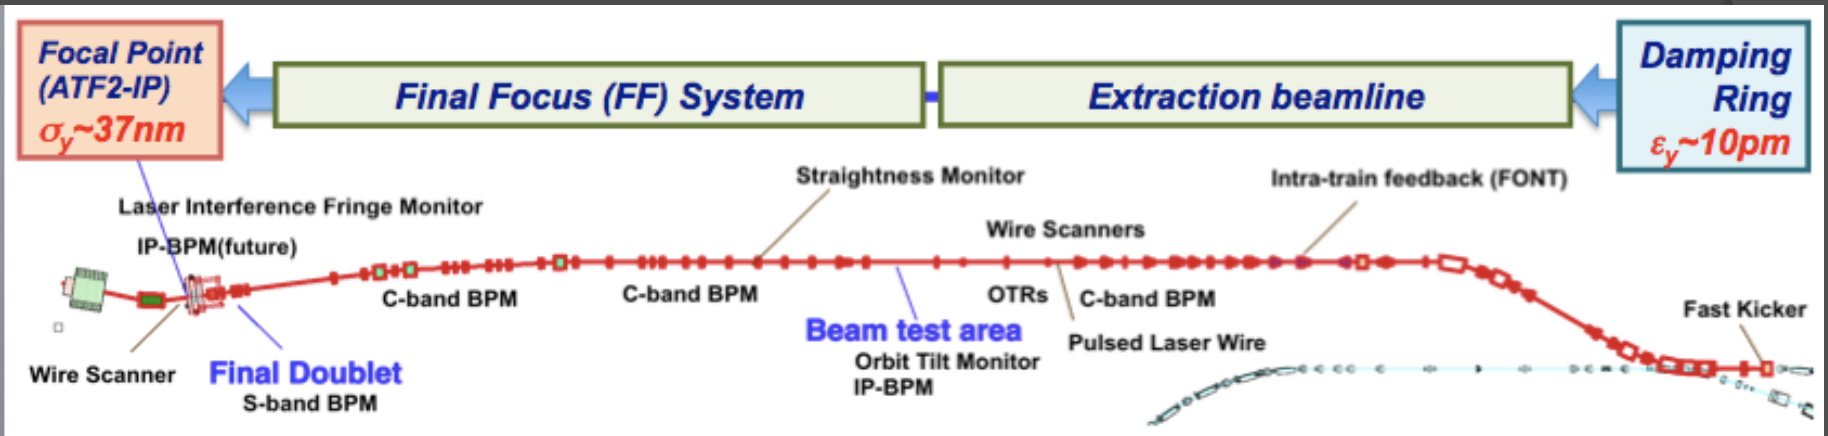 Focal Point
(ATF2-IP)
σy~37nm
Final Focus (FF) System
Extraction beamline
Damping
Ring
εy~10pm
Straightness Monitor
Intra-train feedback (FONT)
Laser Interference Fringe Monitor
IP-BPM(future)
Wire Scanners
C-band BPM
C-band BPM
OTRs
C-band BPM
Fast Kicker
Beam test area
Pulsed Laser Wire
Orbit Tilt Monitor
IP-BPM
Wire Scanner
Final Doublet
S-band BPM